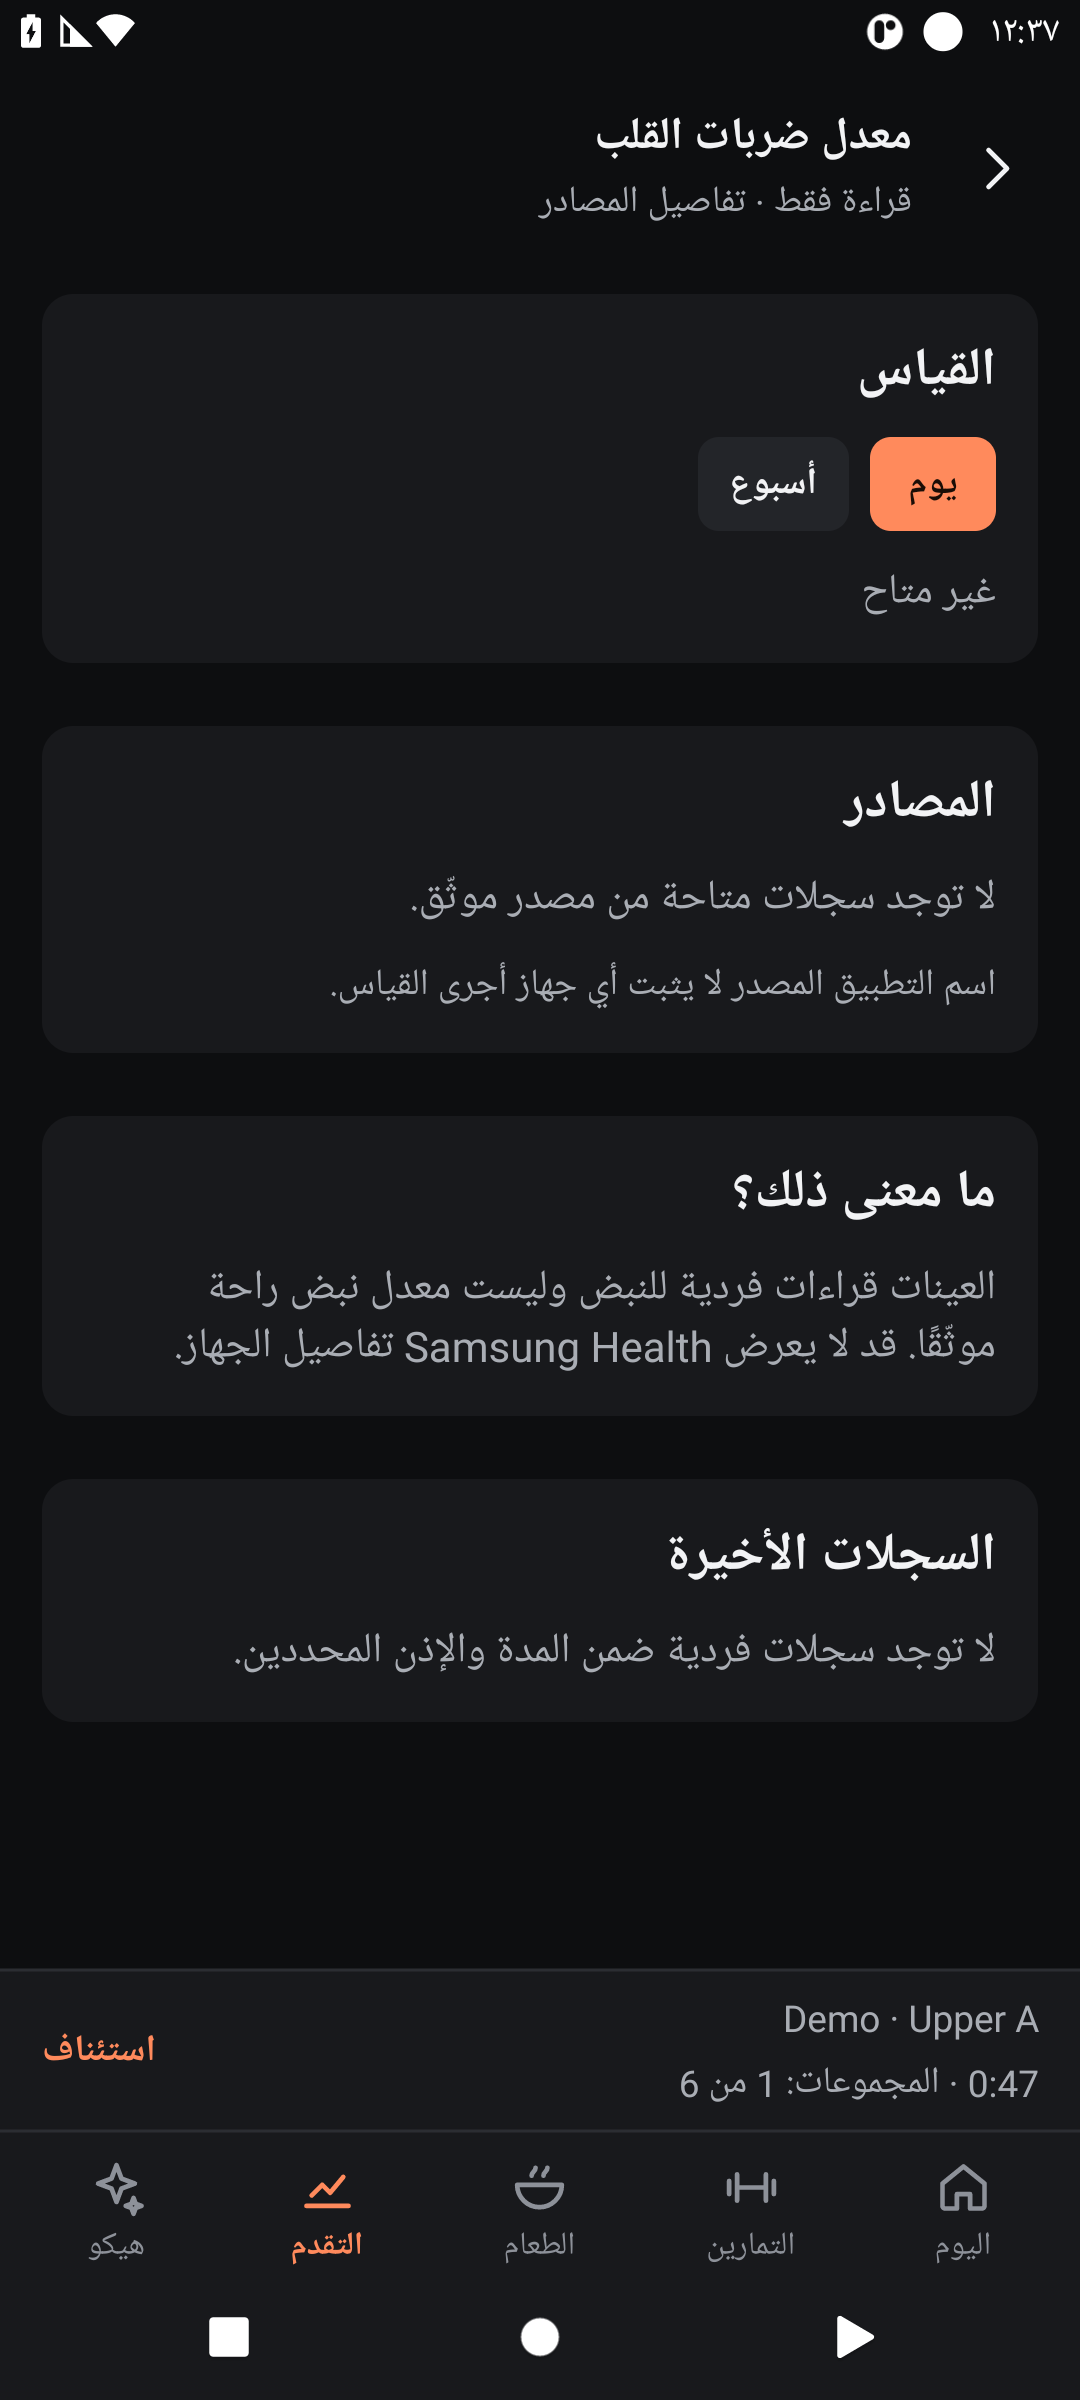 ١٢:٣٧
معدل ضربات القلب
قراءة فقط · تفاصيل المصادر
القياس
يوم
أسبوع
غير متاح
المصادر
لا توجد سجلات متاحة من مصدر موثّق.
اسم التطبيق المصدر لا يثبت أي جهاز أجرى القياس.
ما معنى ذلك؟
العينات قراءات فردية للنبض وليست معدل نبض راحة
موثّقًا. قد لا يعرض Samsung Health تفاصيل الجهاز.
السجلات الأخيرة
لا توجد سجلات فردية ضمن المدة والإذن المحددين.
Demo · Upper A
0:47 · المجموعات: 1 من 6
استئناف
اليوم
التمارين
الطعام
التقدم
هيكو